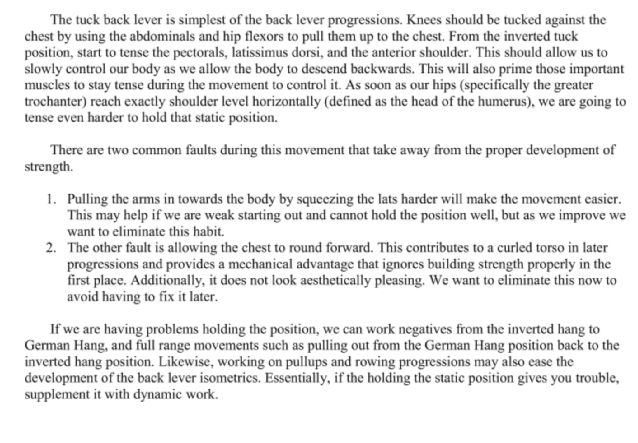 The tuck back lever is simplest of the back lever progressions. Knees should be tucked against the
chest by using the abdominals and hip flexors to pull them up to the chest. From the inverted tuck
position, start to tense the pectorals, latissimus dorsi, and the anterior shoulder. This should allow us to
slowly control our body as we allow the body to descend backwards. This will also prime those important
muscles to stay tense during the movement to control it. As soon as our hips (specifically the greater
trochanter) reach exactly shoulder level horizontally (defined as the head of the humerus), we are going to
tense even harder to hold that static position.
There are two common faults during this movement that take away from the proper development of
strength.
1. Pulling the arms in towards the body by squeezing the lats harder will make the movement easier.
This may help if we are weak starting out and cannot hold the position well, but as we improve we
want to eliminate this habit.
2. The other fault is allowing the chest to round forward. This contributes to a curled torso in later
progressions and provides a mechanical advantage that ignores building strength properly in the
first place. Additionally, it does not look aesthetically pleasing. We want to eliminate this now to
avoid having to fix it later.
If we are having problems holding the position, we can work negatives from the inverted hang to
German Hang, and full range movements such as pulling out from the German Hang position back to the
inverted hang position. Likewise, working on pullups and rowing progressions may also ease the
development of the back lever isometrics. Essentially, if the holding the static position gives you trouble,
supplement it with dynamic work.